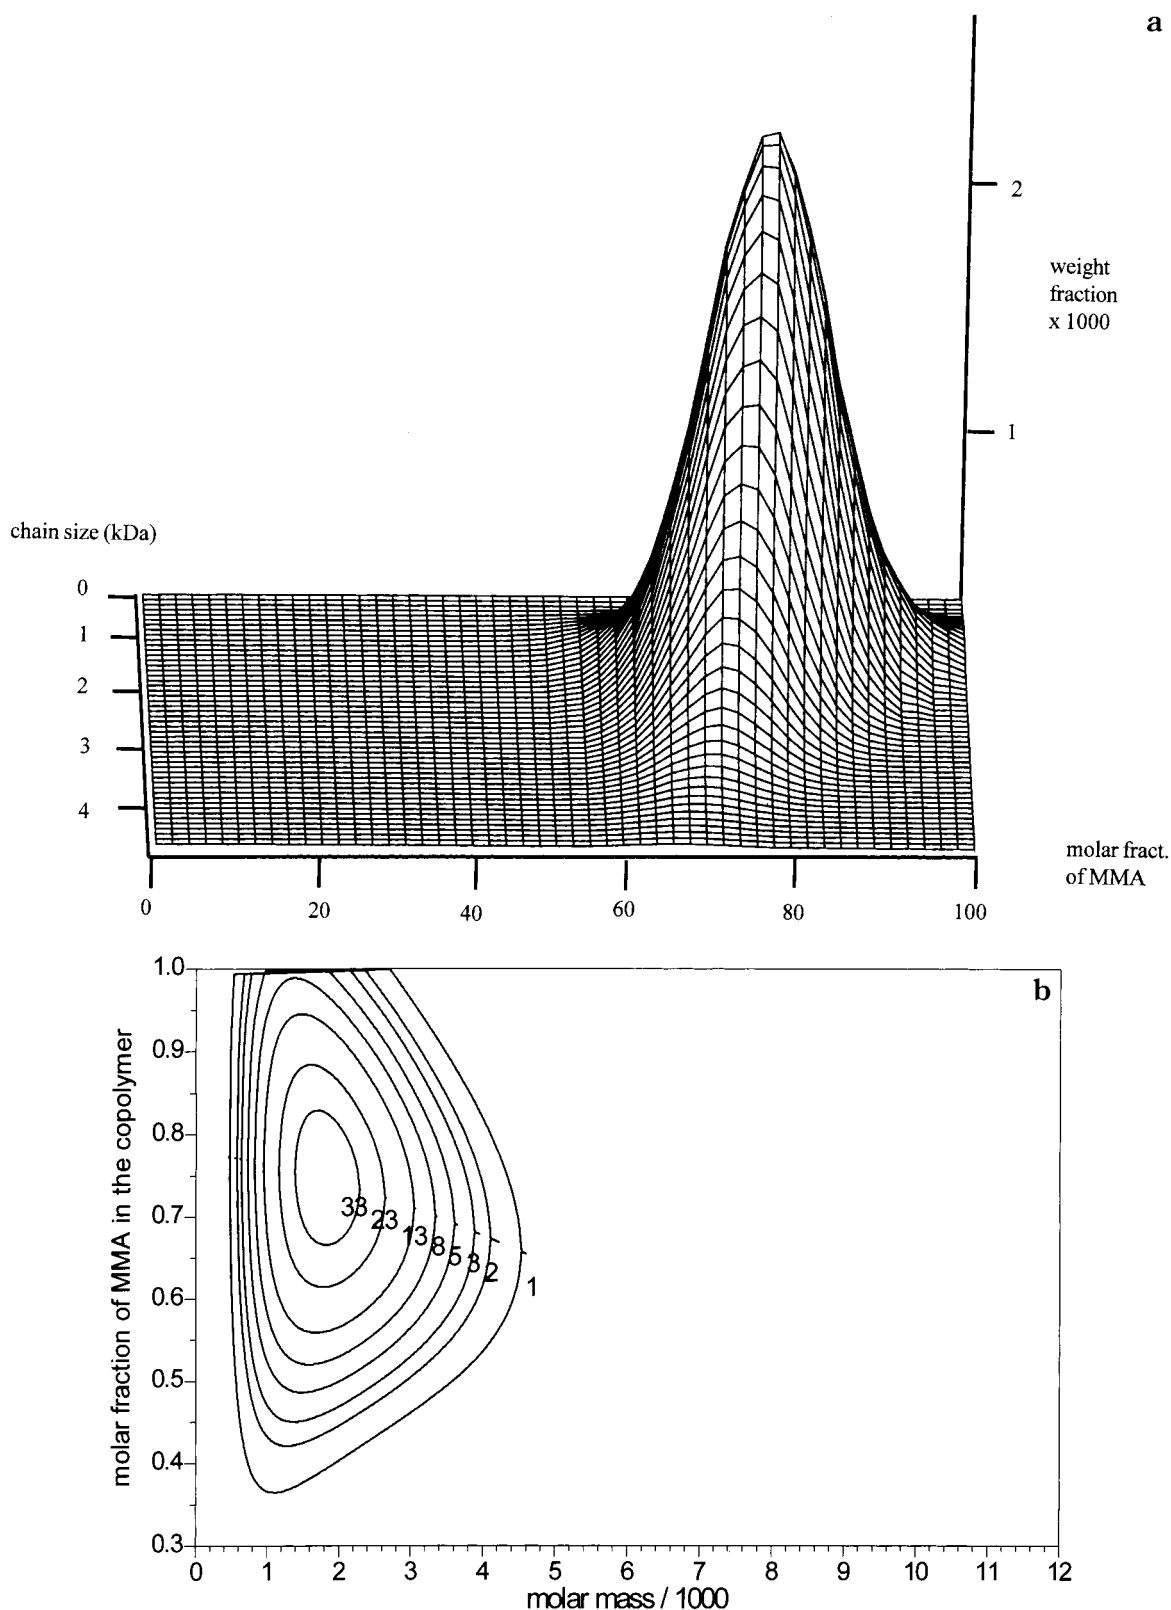 a
2
weight
fraction
x 1000
1
chain size (kDa)
0
1
2
3
4
molar fract.
of MMA
0 20 40 60 80 100
b
molar fraction of MMA in the copolymer
1.0
0.9
0.8
0.7
0.6
0.5
0.4
0.3
33 23 13 8 5 3 2 1
0 1 2 3 4 5 6 7 8 9 10 11 12
molar mass / 1000